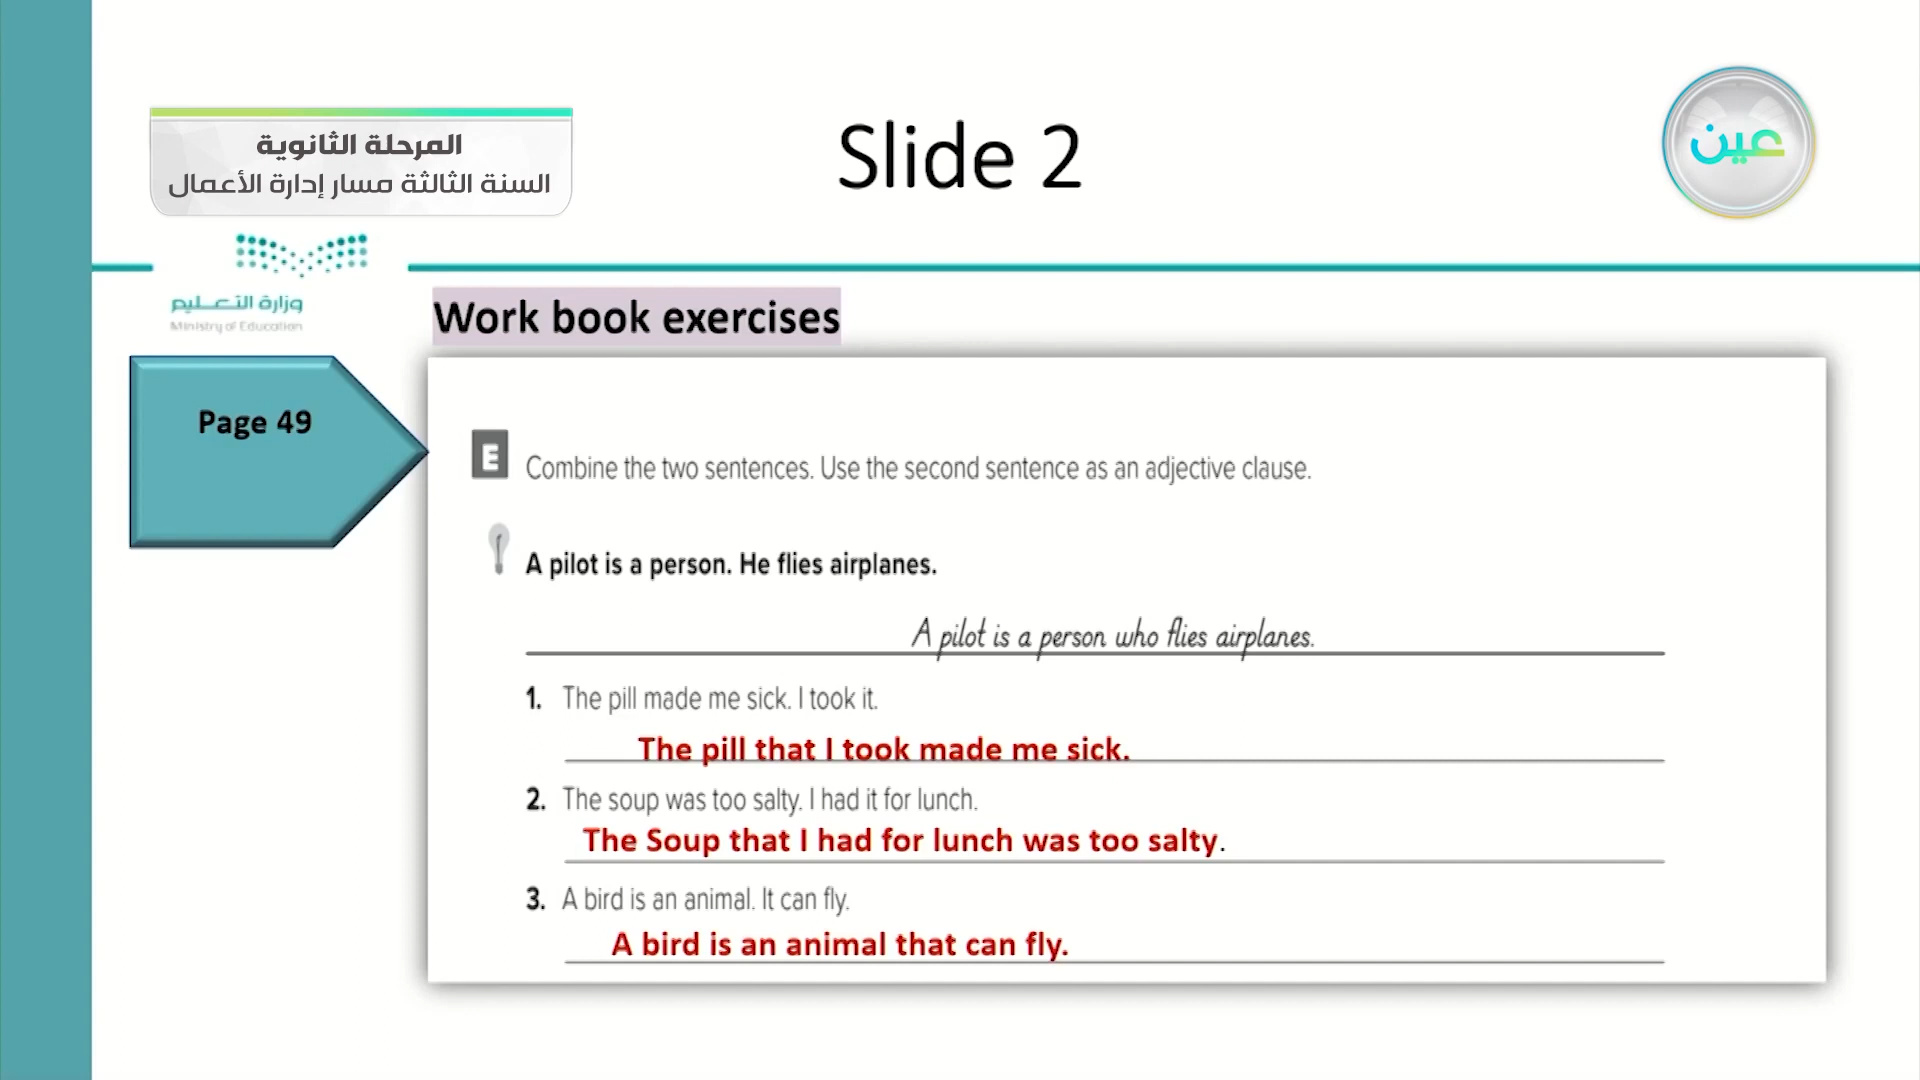 المرحلة الثانوية
السنة الثالثة مسار إدارة الأعمال
Slide 2
عين
وزارة التعليم
Ministry of Education
Work book exercises
Page 49
E Combine the two sentences. Use the second sentence as an adjective clause.
A pilot is a person. He flies airplanes.
A pilot is a person who flies airplanes.
1. The pill made me sick. I took it.
The pill that I took made me sick.
2. The soup was too salty. I had it for lunch.
The Soup that I had for lunch was too salty.
3. A bird is an animal. It can fly.
A bird is an animal that can fly.